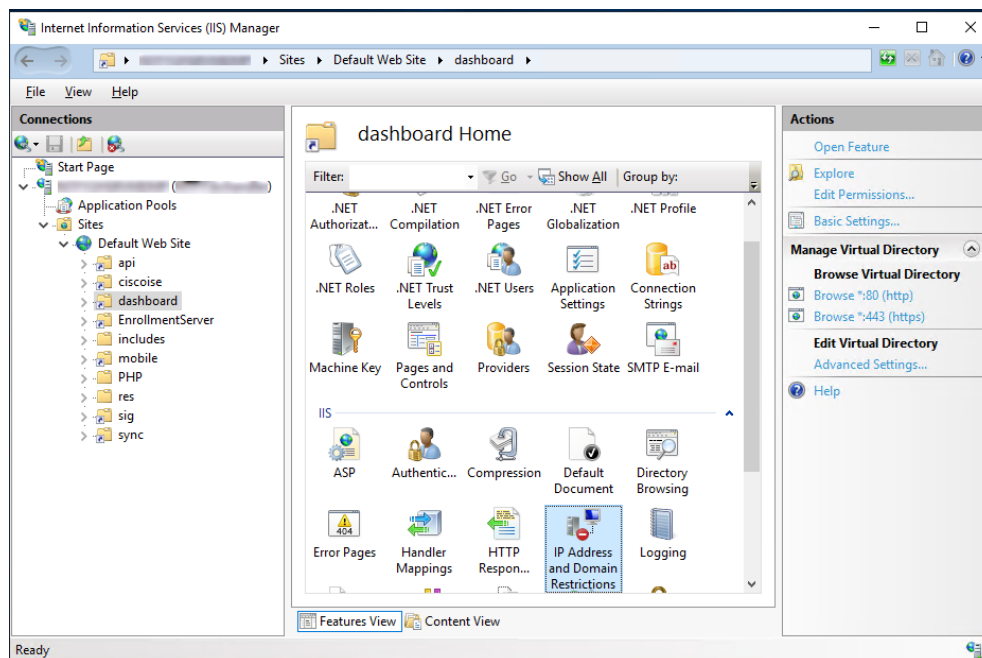 Internet Information Services (IIS) Manager
Sites Default Web Site dashboard
File View Help
Connections
Start Page
Application Pools
Sites
Default Web Site
api
ciscoise
dashboard
EnrollmentServer
includes
mobile
PHP
res
sig
sync
dashboard Home
Filter: Go Show All Group by:
.NET .NET .NET Error .NET .NET Profile
Authorizat... Compilation Pages Globalization
.NET Roles .NET Trust .NET Users Application Connection
Levels Settings Strings
Machine Key Pages and Providers Session State SMTP E-mail
Controls
IIS
ASP Authentic... Compression Default Directory
Document Browsing
404
Error Pages Handler HTTP IP Address Logging
Mappings Respon... and Domain
Restrictions
Features View Content View
Actions
Open Feature
Explore
Edit Permissions...
Basic Settings...
Manage Virtual Directory
Browse Virtual Directory
Browse *:80 (http)
Browse *:443 (https)
Edit Virtual Directory
Advanced Settings...
Help
Ready